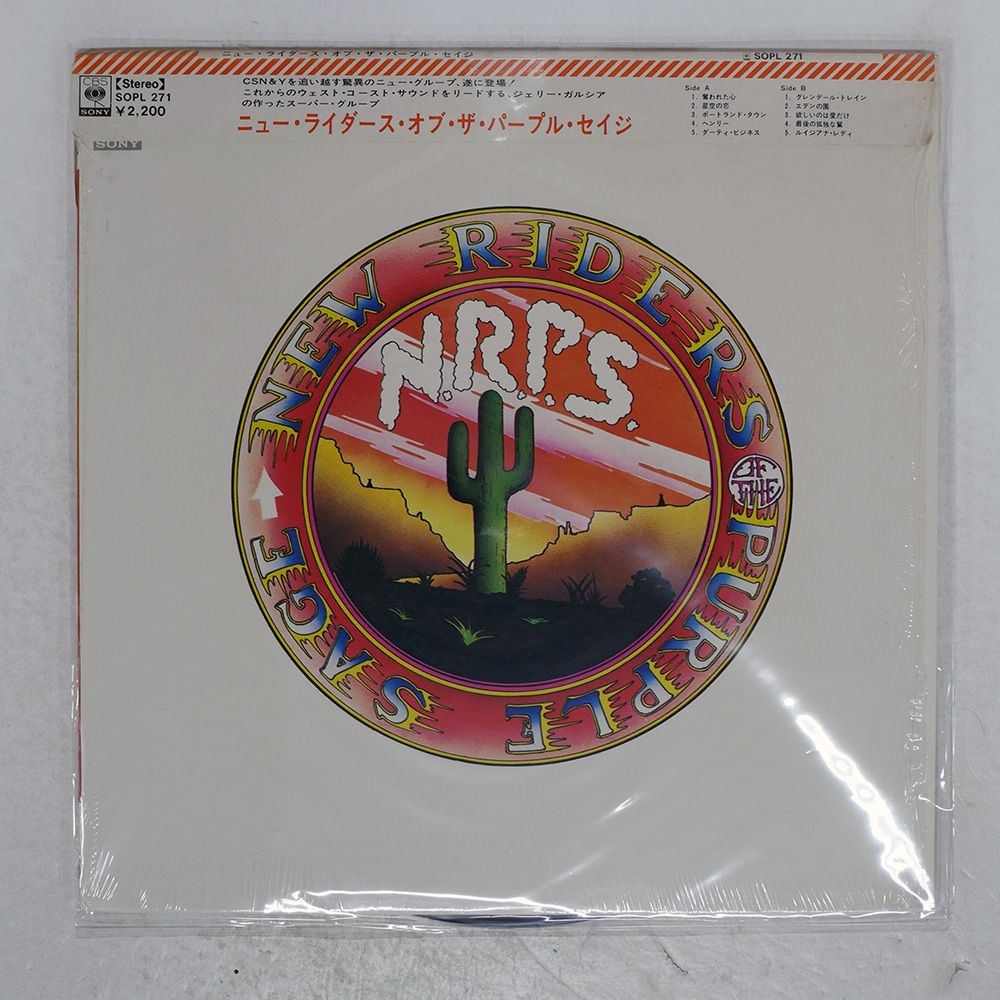 ニュー・ライダース・オブ・ザ・パープル・セイジ
SOPL 271
CBS
SONY
【Stereo】
SOPL 271
¥2,200
CSN&Yを追い越す驚異のニュー・グループ、遂に登場!
これからのウェスト・コースト・サウンドをリードする、ジェリー・ガルシア
の作ったスーパー・グループ
ニュー・ライダース・オブ・ザ・パープル・セイジ
Side A
1. 奪われた心
2. 星空の恋
3. ポートランド・タウン
4. ヘンリー
5. ダーティ・ビジネス
Side B
1. グレンデール・トレイン
2. エデンの園
3. 欲しいのは愛だけ
4. 最後の孤独な鷲
5. ルイジアナ・レディ
SONY
NEW RIDERS OF THE PURPLE SAGE
N.R.P.S.